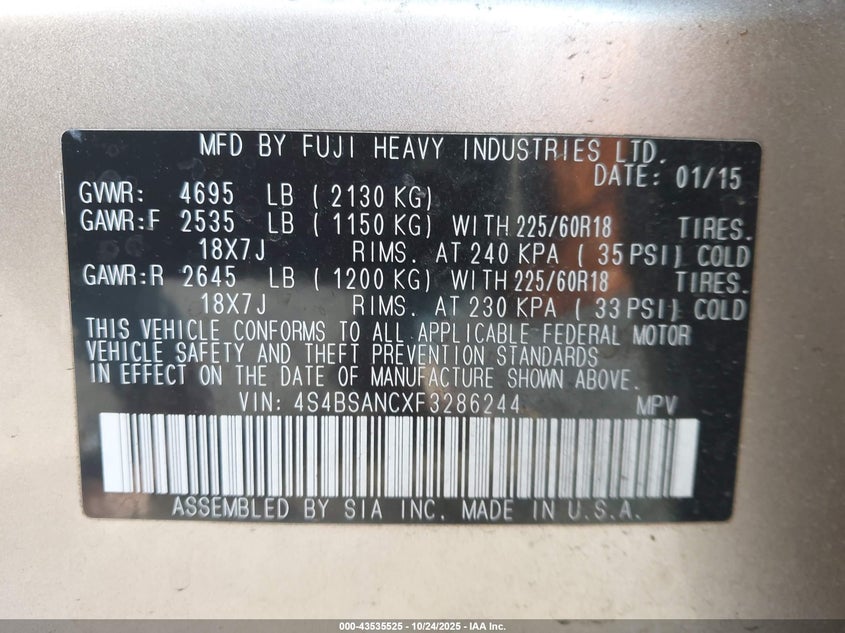 MFD BY FUJI HEAVY INDUSTRIES LTD.
DATE: 01/15
GVWR: 4695 LB ( 2130 KG)
GAWR:F 2535 LB ( 1150 KG) WITH 225/60R18 TIRES.
18X7J RIMS. AT 240 KPA ( 35 PSI) COLD
GAWR:R 2645 LB ( 1200 KG) WITH 225/60R18 TIRES.
18X7J RIMS. AT 230 KPA ( 33 PSI) COLD
THIS VEHICLE CONFORMS TO ALL APPLICABLE FEDERAL MOTOR
VEHICLE SAFETY AND THEFT PREVENTION STANDARDS
IN EFFECT ON THE DATE OF MANUFACTURE SHOWN ABOVE.
VIN: 4S4BSANCXF3286244 MPV
ASSEMBLED BY SIA INC. MADE IN U.S.A.
000-43535525 - 10/24/2025 - IAA Inc.